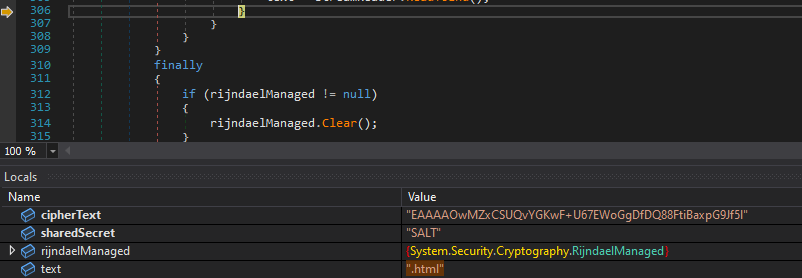 306 }
307 }
308 }
309 }
310 finally
311 {
312 if (rijndaelManaged != null)
313 {
314 rijndaelManaged.Clear();
315 }
100 %
Locals
Name Value
cipherText "EAAAAOwMZxCSUQvYGKwF+U67EWoGgDfDQ88FtiBaxpG9Jf5l"
sharedSecret "SALT"
rijndaelManaged {System.Security.Cryptography.RijndaelManaged}
text ".html"